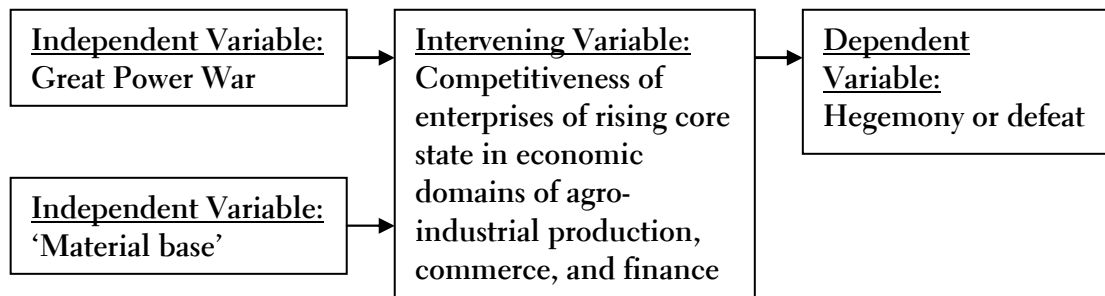 Independent Variable:
Great Power War
Independent Variable:
‘Material base’
Intervening Variable:
Competitiveness of
enterprises of rising core
state in economic
domains of agro-
industrial production,
commerce, and finance
Dependent
Variable:
Hegemony or defeat